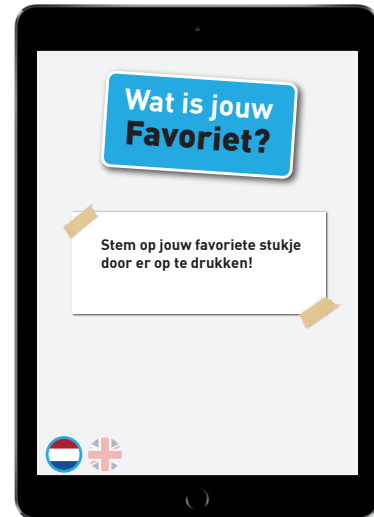 Wat is jouw
Favoriet?
Stem op jouw favoriete stukje
door er op te drukken!